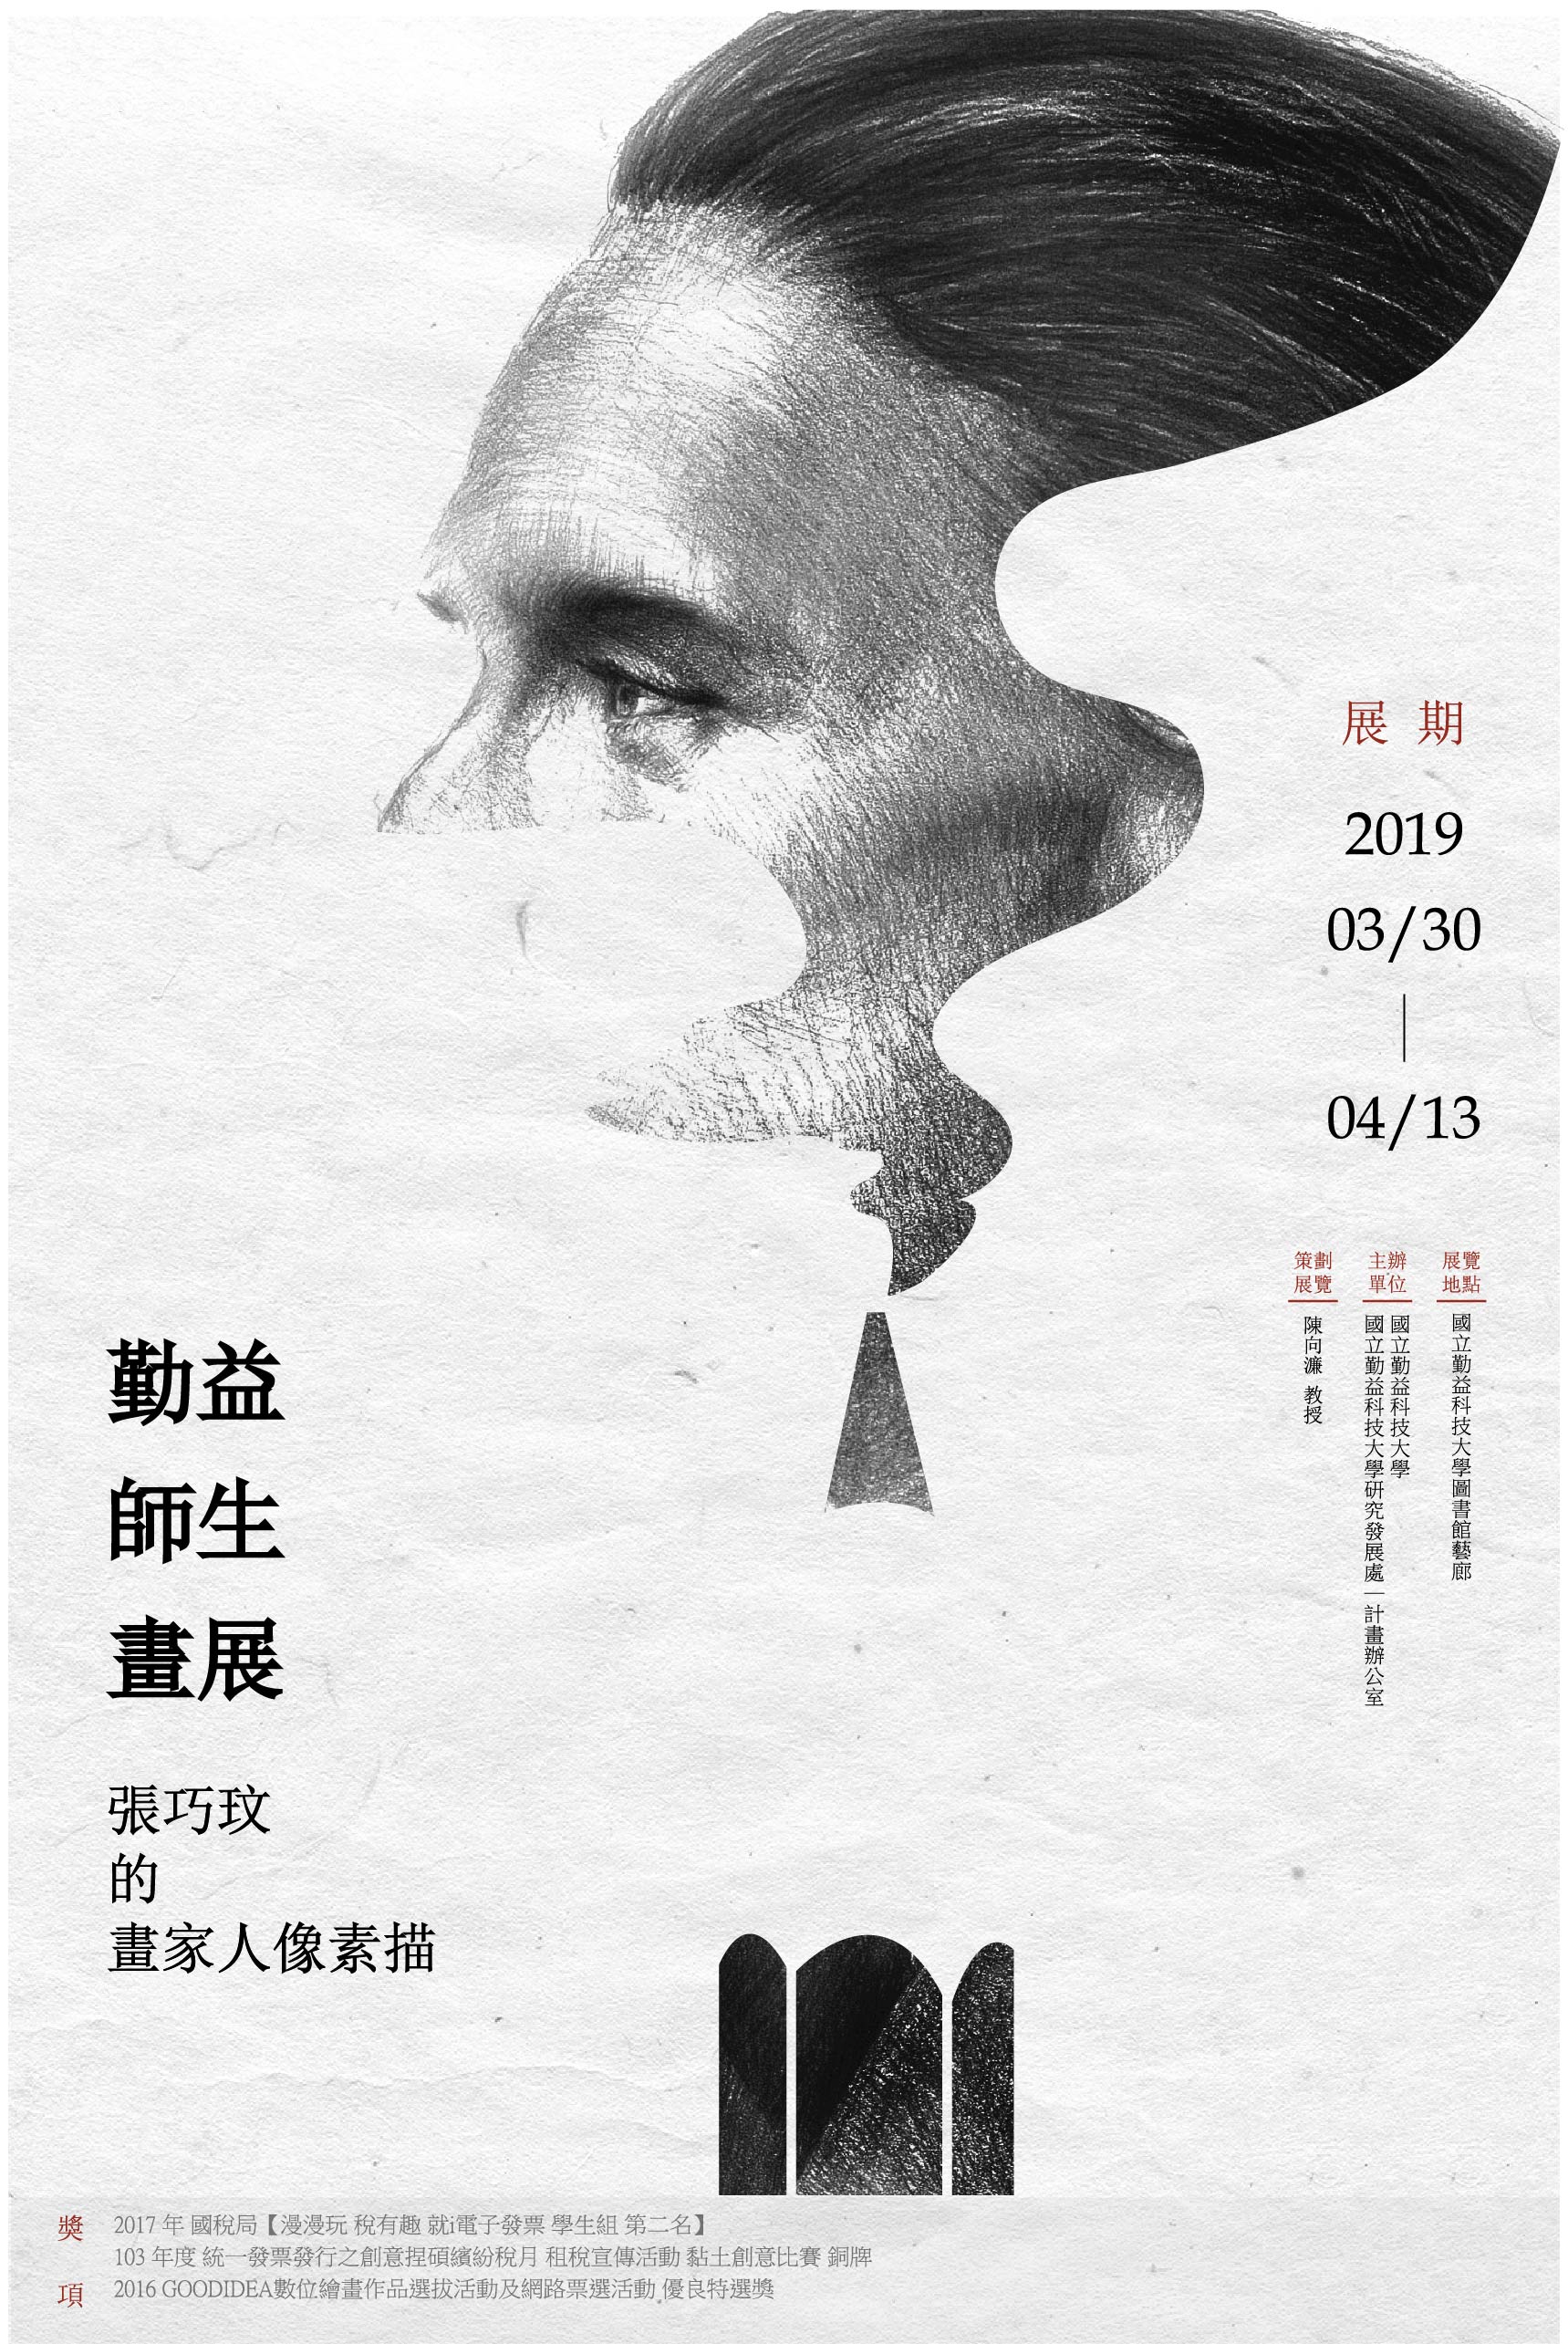 展期
2019
03/30
|
04/13
展覽
地點
國立勤益科技大學圖書館藝廊
主辦
單位
國立勤益科技大學
國立勤益科技大學研究發展處｜計畫辦公室
策劃
展覽
陳向濂 教授
勤益
師生
畫展
張巧玟
的
畫家人像素描
獎項
2017 年 國稅局【漫漫玩 稅有趣 就i電子發票 學生組 第二名】
103 年度 統一發票發行之創意捏碩繽紛稅月 租稅宣傳活動 黏土創意比賽 銅牌
2016 GOODIDEA數位繪畫作品選拔活動及網路票選活動 優良特選獎